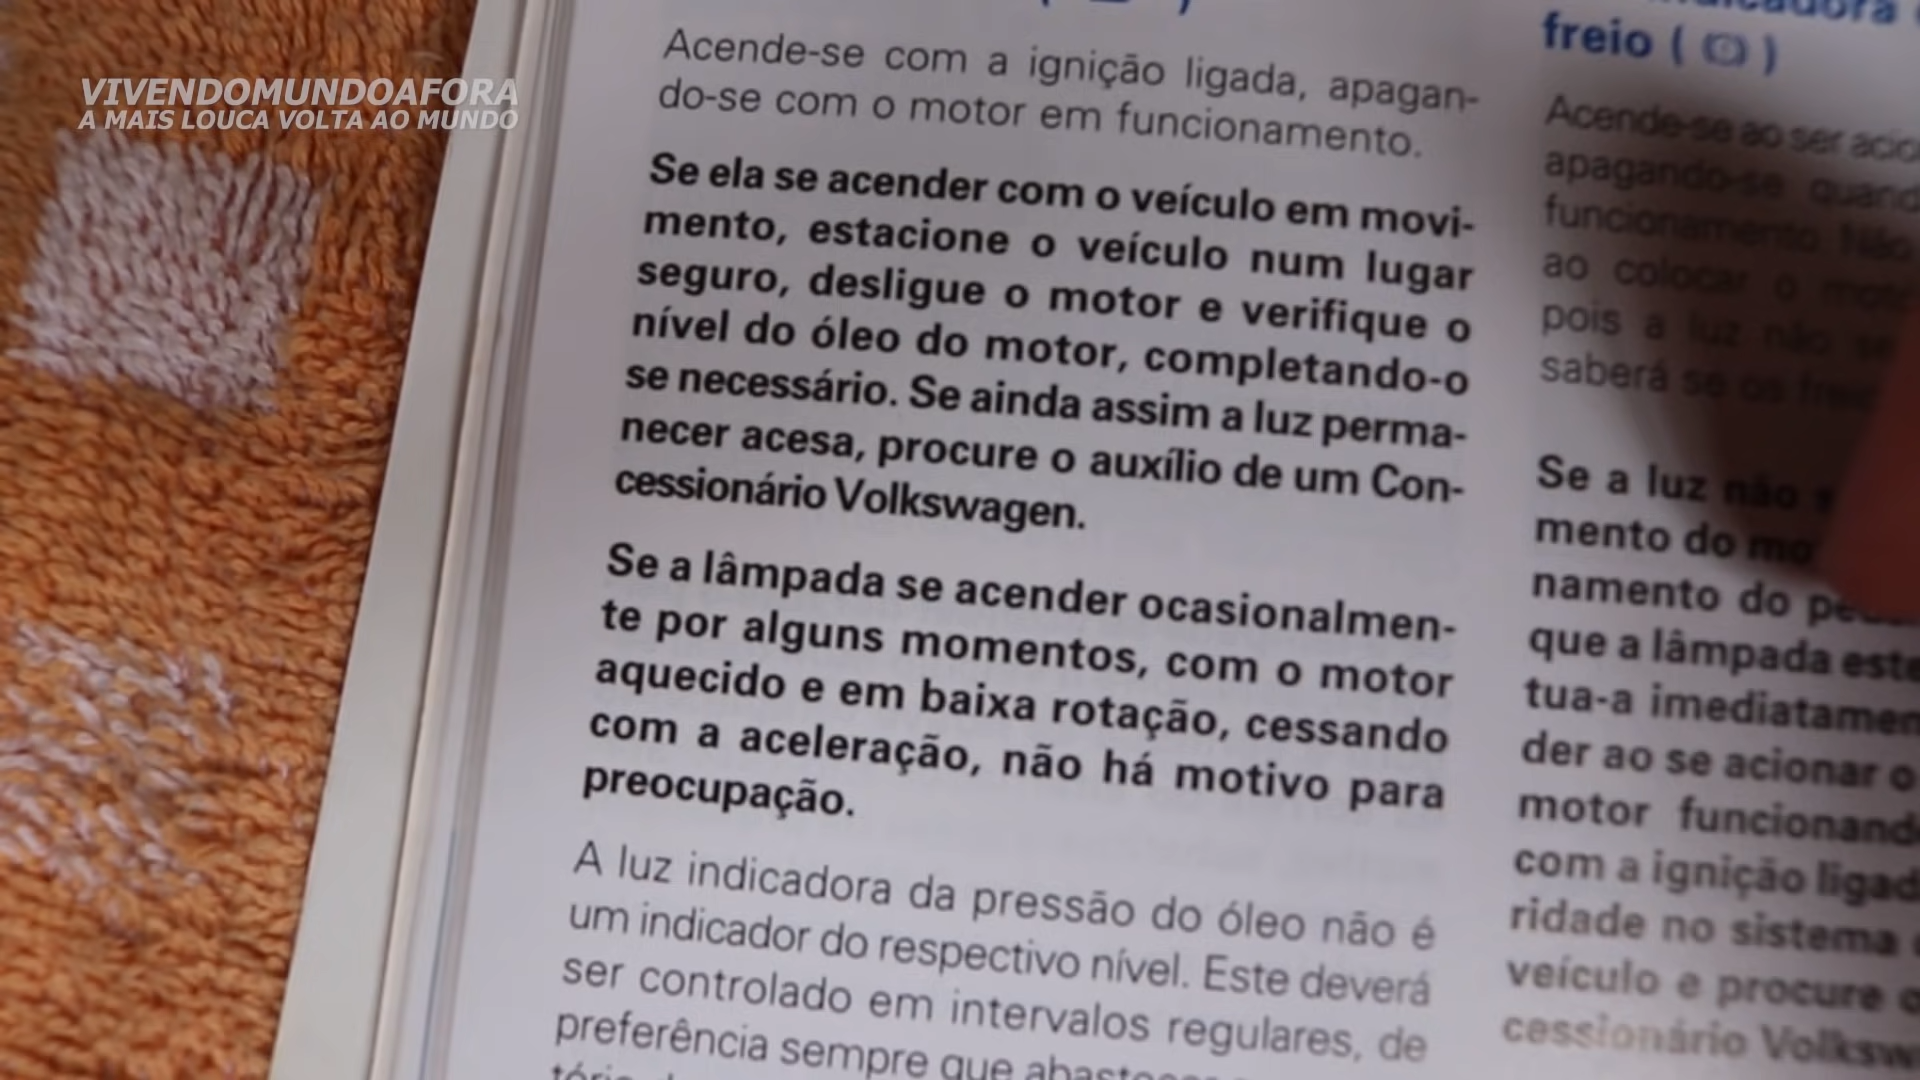 VIVENDOMUNDOAFORA
A MAIS LOUCA VOLTA AO MUNDO
Acende-se com a ignição ligada, apagan-
do-se com o motor em funcionamento.
Se ela se acender com o veículo em movi-
mento, estacione o veículo num lugar
seguro, desligue o motor e verifique o
nível do óleo do motor, completando-o
se necessário. Se ainda assim a luz perma-
necer acesa, procure o auxílio de um Con-
cessionário Volkswagen.
Se a lâmpada se acender ocasionalmen-
te por alguns momentos, com o motor
aquecido e em baixa rotação, cessando
com a aceleração, não há motivo para
preocupação.
A luz indicadora da pressão do óleo não é
um indicador do respectivo nível. Este deverá
ser controlado em intervalos regulares, de
preferência sempre que
freio ( )
Acende-se ao ser
apagando-se
funcionamento. Não
ao colocar o
pois a luz não
saberá se os
Se a luz não
mento do
namento do
que a lâmpada
tua-a
der ao se acionar o
motor
com a ignição
ridade no sistema
veículo e procure
cessionário